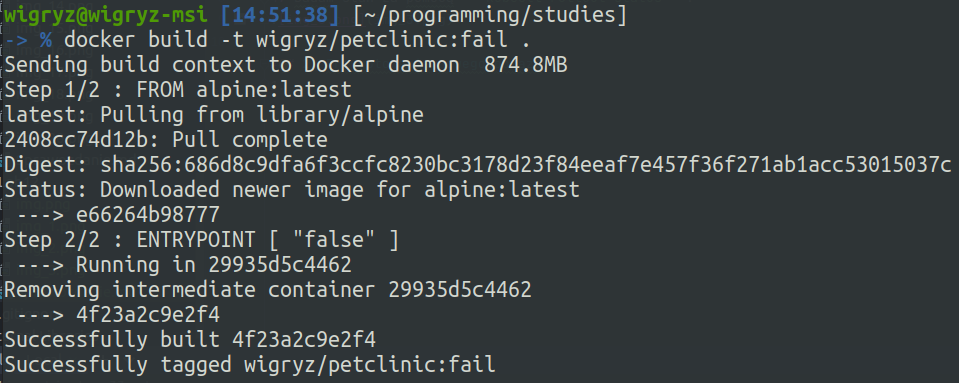 wigryz@wigryz-msi [14:51:38] [~/programming/studies]
-> % docker build -t wigryz/petclinic:fail .
Sending build context to Docker daemon  874.8MB
Step 1/2 : FROM alpine:latest
latest: Pulling from library/alpine
2408cc74d12b: Pull complete
Digest: sha256:686d8c9dfa6f3ccfc8230bc3178d23f84eeaf7e457f36f271ab1acc53015037c
Status: Downloaded newer image for alpine:latest
 ---> e66264b98777
Step 2/2 : ENTRYPOINT [ "false" ]
 ---> Running in 29935d5c4462
Removing intermediate container 29935d5c4462
 ---> 4f23a2c9e2f4
Successfully built 4f23a2c9e2f4
Successfully tagged wigryz/petclinic:fail